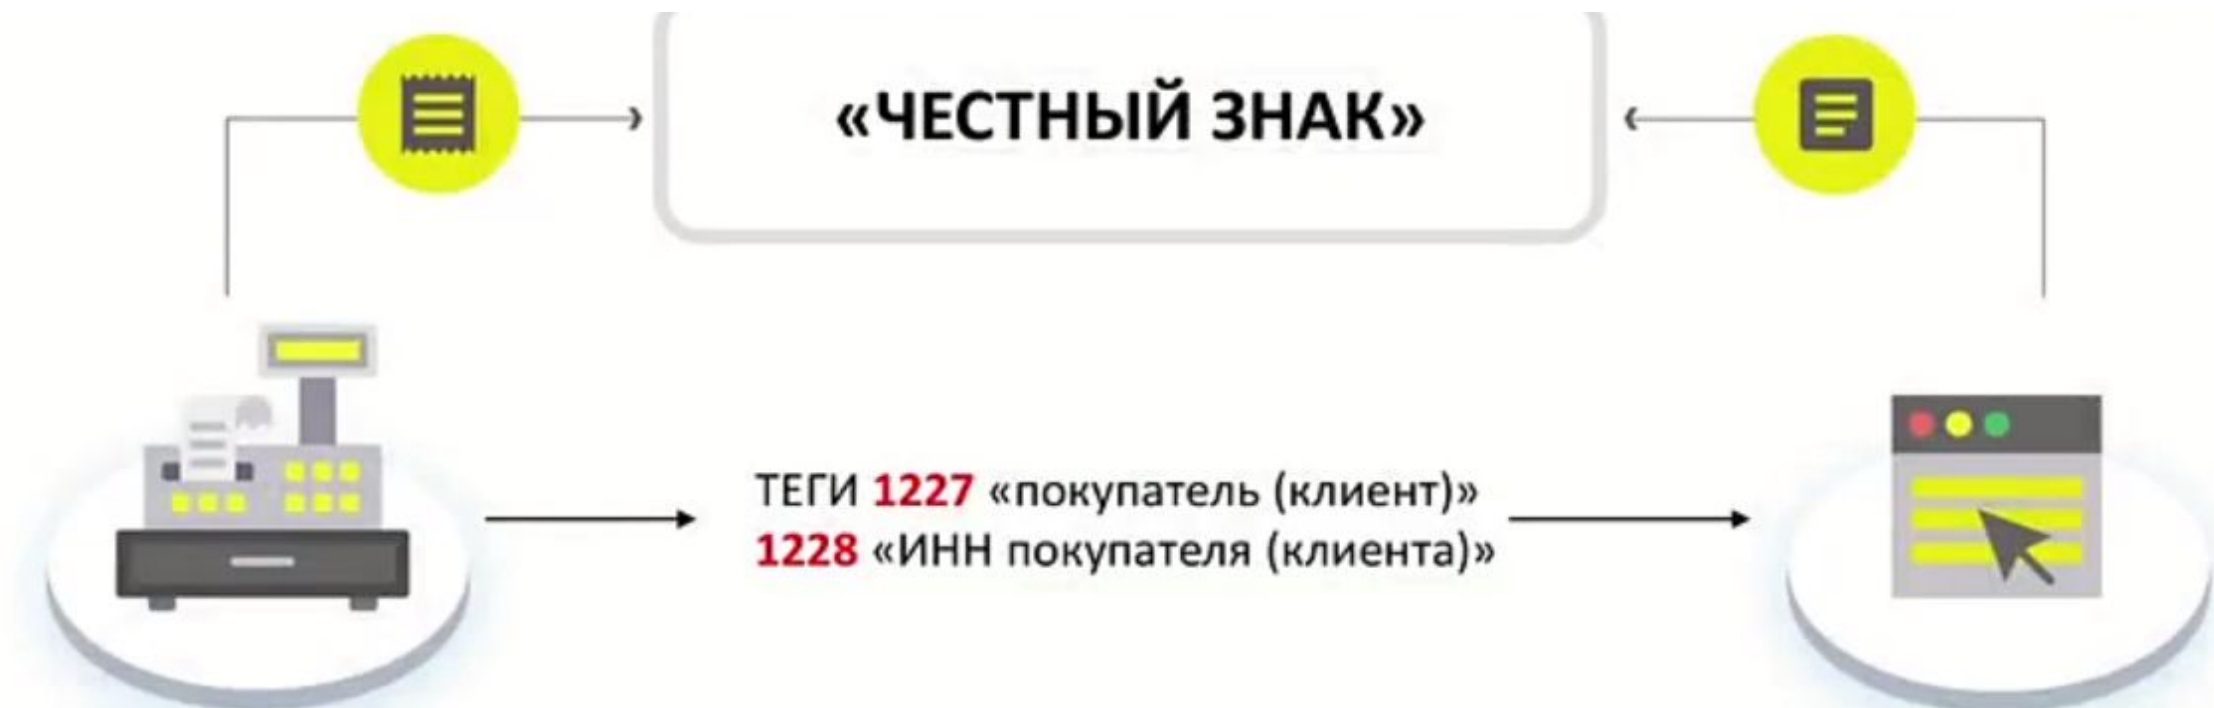 «ЧЕСТНЫЙ ЗНАК»
ТЕГИ 1227 «покупатель (клиент)»
1228 «ИНН покупателя (клиента)»